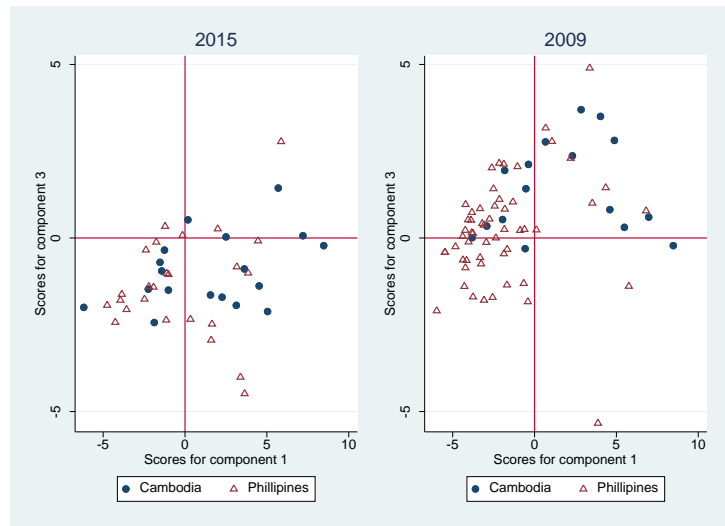 2015
5
0
-5
Scores for component 3
-5 0 5 10
Scores for component 1
Cambodia Phillipines
2009
5
0
-5
Scores for component 3
-5 0 5 10
Scores for component 1
Cambodia Phillipines